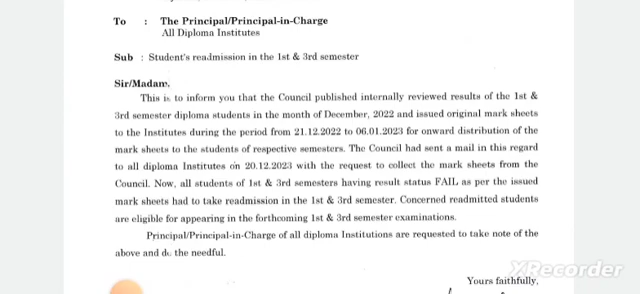 To : The Principal/Principal-in-Charge
All Diploma Institutes
Sub : Student's readmission in the 1st & 3rd semester
Sir/Madam,
This is to inform you that the Council published internally reviewed results of the 1st &
3rd semester diploma students in the month of December, 2022 and issued original mark sheets
to the Institutes during the period from 21.12.2022 to 06.01.2023 for onward distribution of the
mark sheets to the students of respective semesters. The Council had sent a mail in this regard
to all diploma Institutes on 20.12.2023 with the request to collect the mark sheets from the
Council. Now, all students of 1st & 3rd semesters having result status FAIL as per the issued
mark sheets had to take readmission in the 1st & 3rd semester. Concerned readmitted students
are eligible for appearing in the forthcoming 1st & 3rd semester examinations.
Principal/Principal-in-Charge of all diploma Institutions are requested to take note of the
above and do the needful.
XRecorder
Yours faithfully,